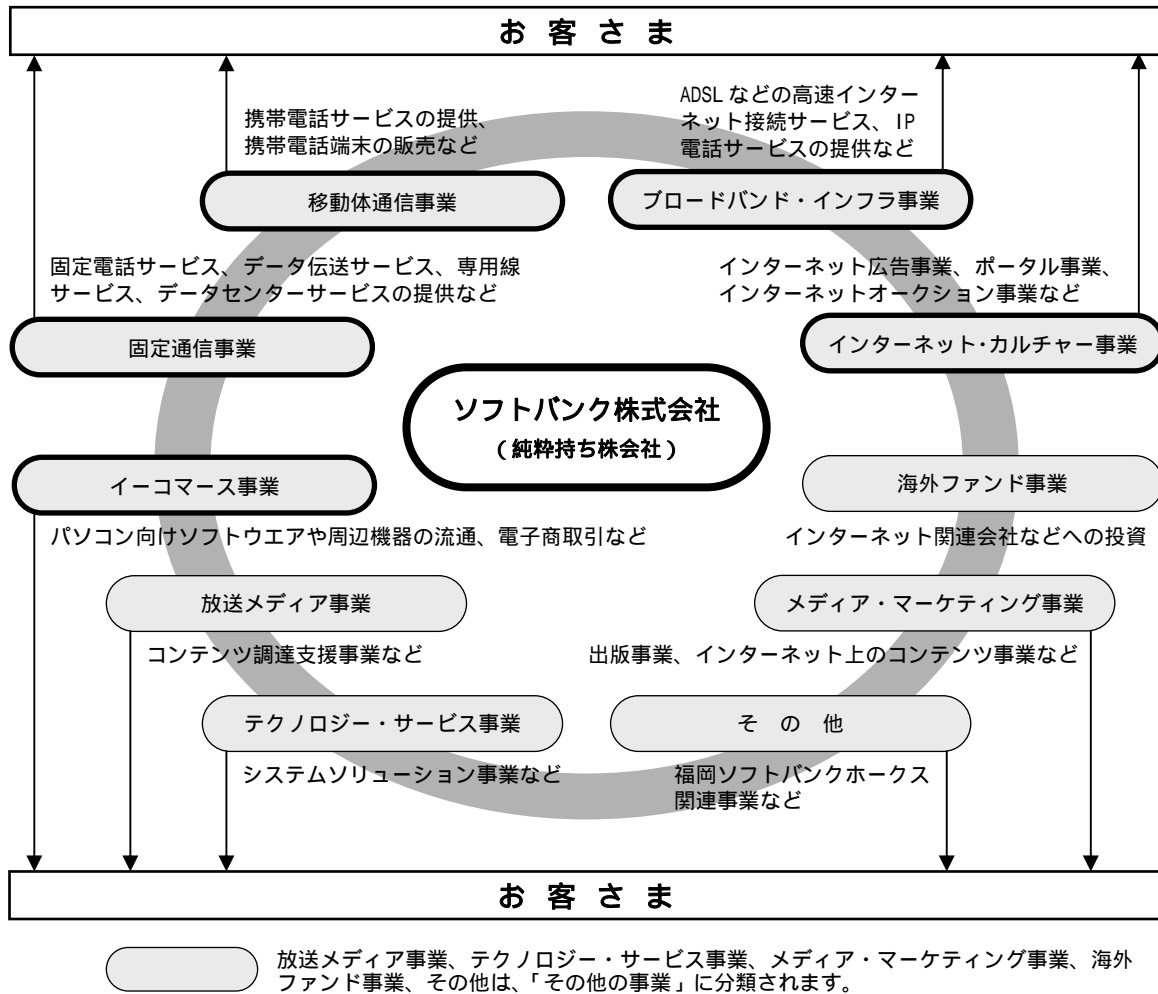 お客さま
携帯電話サービスの提供、
携帯電話端末の販売など
移動体通信事業
ADSLなどの高速インター
ネット接続サービス、IP
電話サービスの提供など
ブロードバンド・インフラ事業
固定電話サービス、データ伝送サービス、専用線
サービス、データセンターサービスの提供など
固定通信事業
インターネット広告事業、ポータル事業、
インターネットオークション事業など
インターネット・カルチャー事業
ソフトバンク株式会社
（純粋持ち株会社）
イーコマース事業
パソコン向けソフトウエアや周辺機器の流通、電子商取引など
海外ファンド事業
インターネット関連会社などへの投資
放送メディア事業
コンテンツ調達支援事業など
メディア・マーケティング事業
出版事業、インターネット上のコンテンツ事業など
テクノロジー・サービス事業
システムソリューション事業など
その他
福岡ソフトバンクホークス
関連事業など
お客さま
放送メディア事業、テクノロジー・サービス事業、メディア・マーケティング事業、海外
ファンド事業、その他は、「その他の事業」に分類されます。